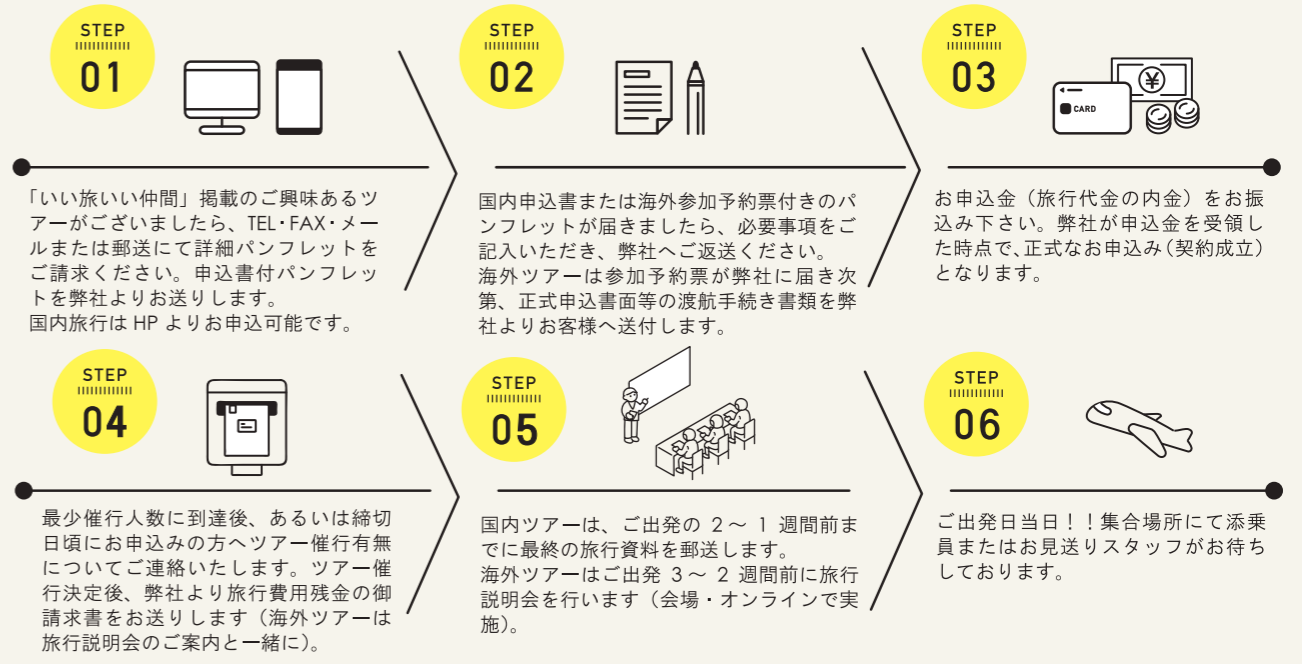 STEP
01
「いい旅いい仲間」掲載のご興味あるツ
アーがございましたら、TEL・FAX・メー
ルまたは郵送にて詳細パンフレットを
ご請求ください。申込書付パンフレッ
トを弊社よりお送りします。
国内旅行は HP よりお申込可能です。
STEP
02
国内申込書または海外参加予約票付きのパ
ンフレットが届きましたら、必要事項をご
記入いただき、弊社へご返送ください。
海外ツアーは参加予約票が弊社に届き次
第、正式申込書面等の渡航手続き書類を弊
社よりお客様へ送付します。
STEP
03
¥
CARD
お申込金（旅行代金の内金）をお振
込み下さい。弊社が申込金を受領し
た時点で、正式なお申込み（契約成立）
となります。
STEP
04
最少催行人数に到達後、あるいは締切
日頃にお申込みの方へツアー催行有無
についてご連絡いたします。ツアー催
行決定後、弊社より旅行費用残金の御
請求書をお送りします（海外ツアーは
旅行説明会のご案内と一緒に）。
STEP
05
国内ツアーは、ご出発の 2～ 1 週間前ま
でに最終の旅行資料を郵送します。
海外ツアーはご出発 3～ 2 週間前に旅行
説明会を行います（会場・オンラインで実
施）。
STEP
06
ご出発日当日！！集合場所にて添乗
員またはお見送りスタッフがお待ち
しております。